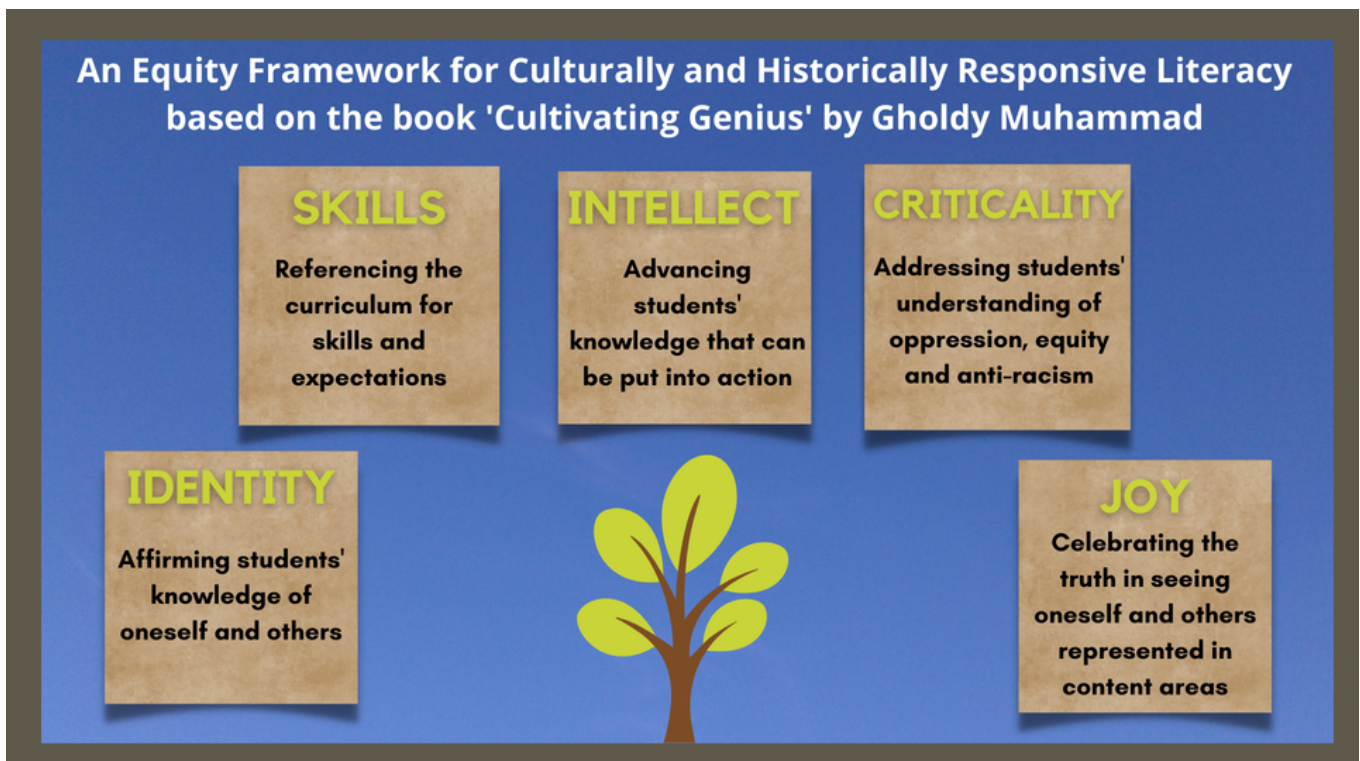 An Equity Framework for Culturally and Historically Responsive Literacy
based on the book 'Cultivating Genius' by Gholdy Muhammad
SKILLS
Referencing the
curriculum for
skills and
expectations
INTELLECT
Advancing
students'
knowledge that can
be put into action
CRITICALITY
Addressing students'
understanding of
oppression, equity
and anti-racism
IDENTITY
Affirming students'
knowledge of
oneself and others
JOY
Celebrating the
truth in seeing
oneself and others
represented in
content areas